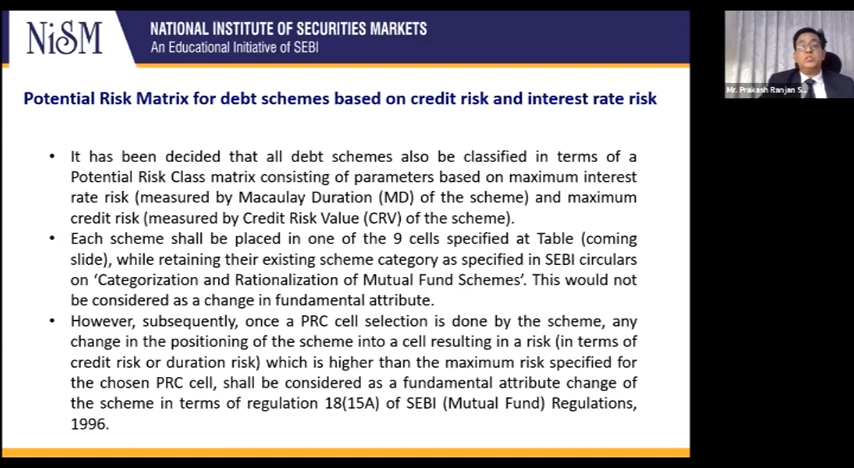 NiSM
NATIONAL INSTITUTE OF SECURITIES MARKETS
An Educational Initiative of SEBI
Mr. Prakash Ranjan S...
Potential Risk Matrix for debt schemes based on credit risk and interest rate risk
• It has been decided that all debt schemes also be classified in terms of a
Potential Risk Class matrix consisting of parameters based on maximum interest
rate risk (measured by Macaulay Duration (MD) of the scheme) and maximum
credit risk (measured by Credit Risk Value (CRV) of the scheme).
• Each scheme shall be placed in one of the 9 cells specified at Table (coming
slide), while retaining their existing scheme category as specified in SEBI circulars
on ‘Categorization and Rationalization of Mutual Fund Schemes’. This would not
be considered as a change in fundamental attribute.
• However, subsequently, once a PRC cell selection is done by the scheme, any
change in the positioning of the scheme into a cell resulting in a risk (in terms of
credit risk or duration risk) which is higher than the maximum risk specified for
the chosen PRC cell, shall be considered as a fundamental attribute change of
the scheme in terms of regulation 18(15A) of SEBI (Mutual Fund) Regulations,
1996.